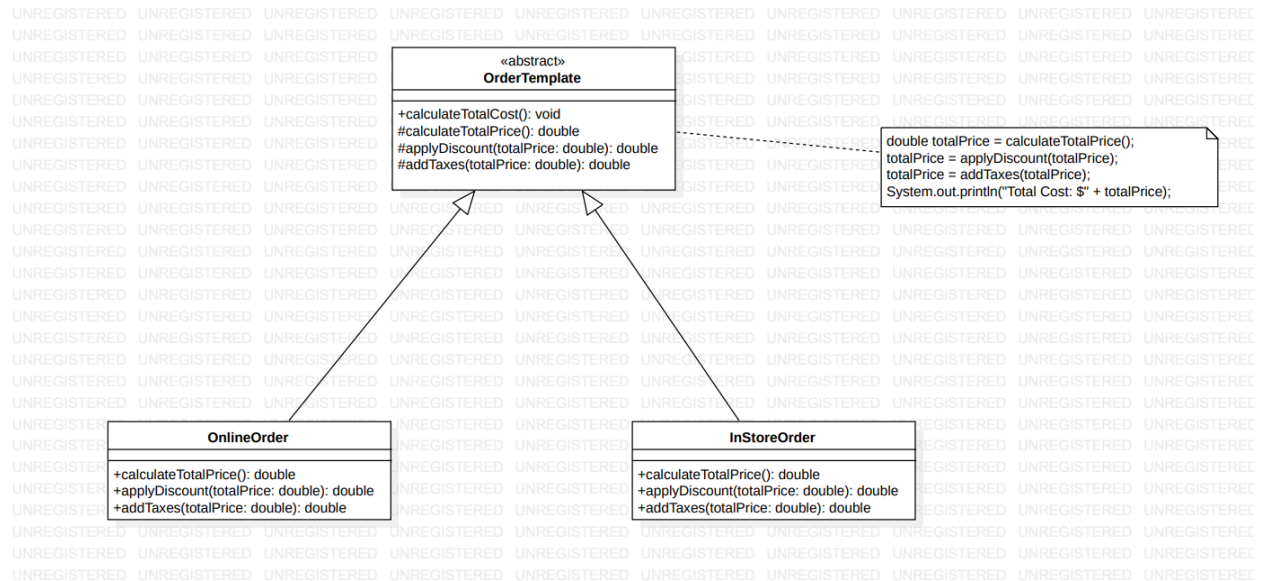 UNREGISTERED
«abstract»
OrderTemplate
+calculateTotalCost(): void
#calculateTotalPrice(): double
#applyDiscount(totalPrice: double): double
#addTaxes(totalPrice: double): double
double totalPrice = calculateTotalPrice();
totalPrice = applyDiscount(totalPrice);
totalPrice = addTaxes(totalPrice);
System.out.println("Total Cost: $" + totalPrice);
OnlineOrder
+calculateTotalPrice(): double
+applyDiscount(totalPrice: double): double
+addTaxes(totalPrice: double): double
InStoreOrder
+calculateTotalPrice(): double
+applyDiscount(totalPrice: double): double
+addTaxes(totalPrice: double): double